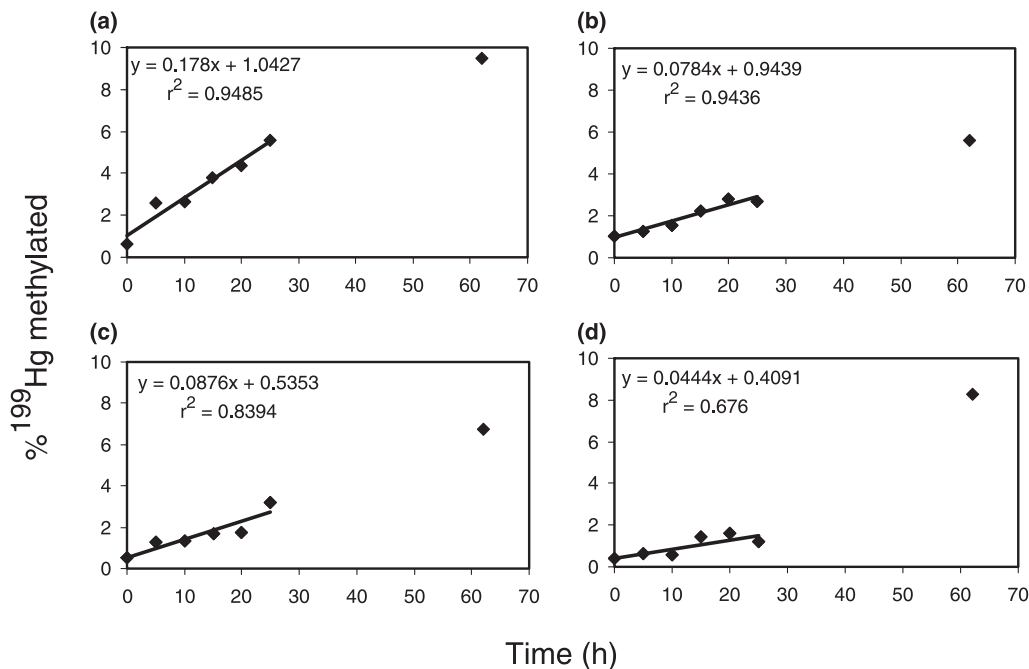 (a)
y = 0.178x + 1.0427
r² = 0.9485
10
8
6
4
2
0
0 10 20 30 40 50 60 70
(b)
y = 0.0784x + 0.9439
r² = 0.9436
10
8
6
4
2
0
0 10 20 30 40 50 60 70
(c)
y = 0.0876x + 0.5353
r² = 0.8394
10
8
6
4
2
0
0 10 20 30 40 50 60 70
(d)
y = 0.0444x + 0.4091
r² = 0.676
10
8
6
4
2
0
0 10 20 30 40 50 60 70
% ¹⁹⁹Hg methylated
Time (h)